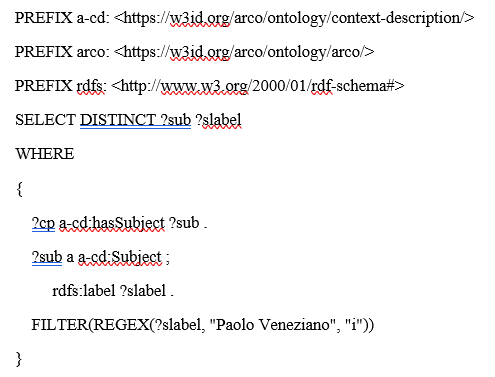 PREFIX a-cd: <https://w3id.org/arco/ontology/context-description/>
PREFIX arco: <https://w3id.org/arco/ontology/arco/>
PREFIX rdfs: <http://www.w3.org/2000/01/rdf-schema#>
SELECT DISTINCT ?sub ?slabel
WHERE
{
?cp a-cd:hasSubject ?sub .
?sub a a-cd:Subject ;
rdfs:label ?slabel .
FILTER(REGEX(?slabel, "Paolo Veneziano", "i"))
}